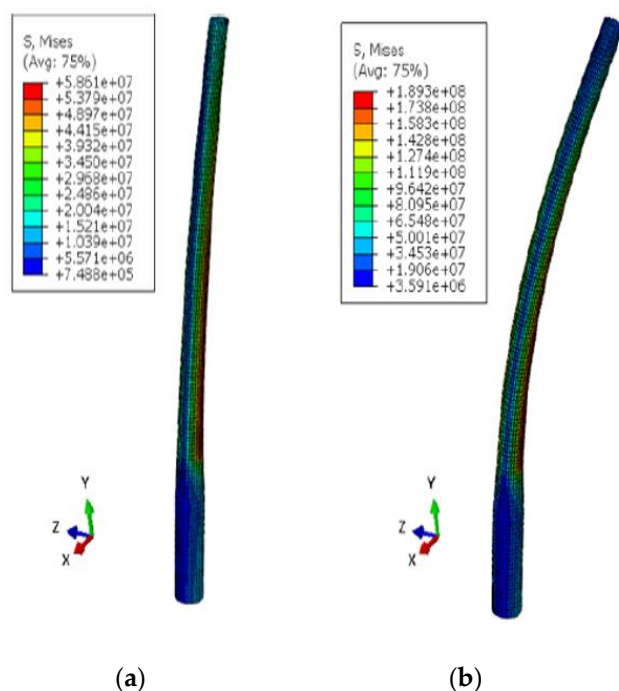 S, Mises
(Avg: 75%)
+5.861e+07
+5.379e+07
+4.897e+07
+4.415e+07
+3.932e+07
+3.450e+07
+2.968e+07
+2.486e+07
+2.004e+07
+1.521e+07
+1.039e+07
+5.571e+06
+7.488e+05
Y
Z
X
(a)
S, Mises
(Avg: 75%)
+1.893e+08
+1.738e+08
+1.583e+08
+1.428e+08
+1.274e+08
+1.119e+08
+9.642e+07
+8.095e+07
+6.548e+07
+5.001e+07
+3.453e+07
+1.906e+07
+3.591e+06
Y
Z
X
(b)